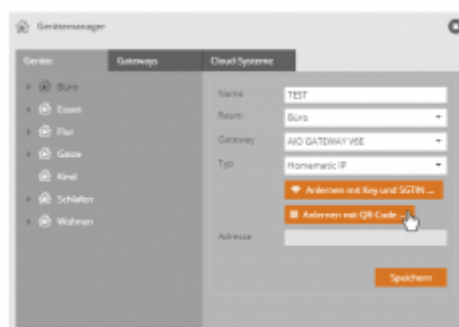 Gerätemanager
Geräte Gateways Cloud Systeme
Büro
Essen
Flur
Gäste
Kind
Schlafen
Wohnen
Name TEST
Raum Büro
Gateway AIO GATEWAY V6E
Typ Homematic IP
Anlernen mit Key und SGTIN ...
Anlernen mit QR-Code ...
Adresse
Speichern